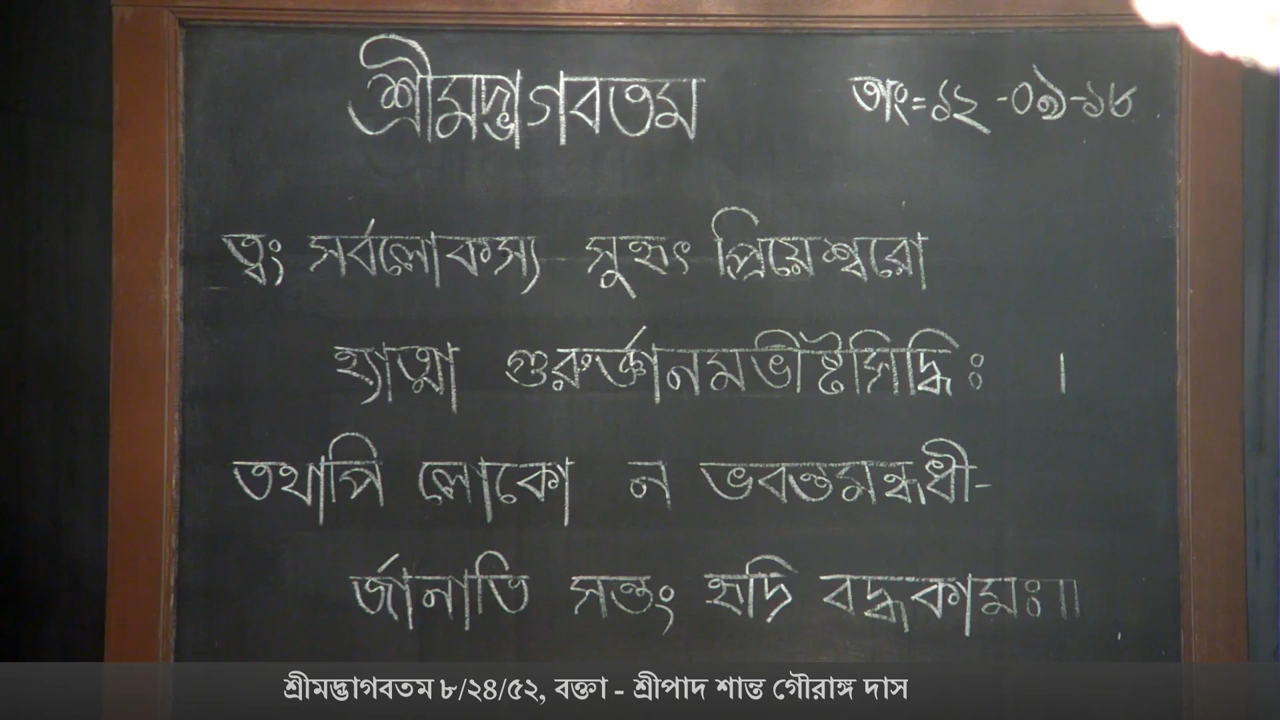 শ্রীমদ্ভাগবতম
তাং=১২-০৯-১৮
ত্বং সর্বলোকস্য সুহৃৎ প্রিয়েশ্বরো
হ্যাত্মা গুরুর্জ্ঞানমভীষ্টসিদ্ধিঃ ।
তথাপি লোকো ন ভবন্তমন্ধধী-
র্জানাতি সন্তং হৃদি বদ্ধকামঃ॥
শ্রীমদ্ভাগবতম ৮/২৪/৫২, বক্তা - শ্রীপাদ শান্ত গৌরাঙ্গ দাস